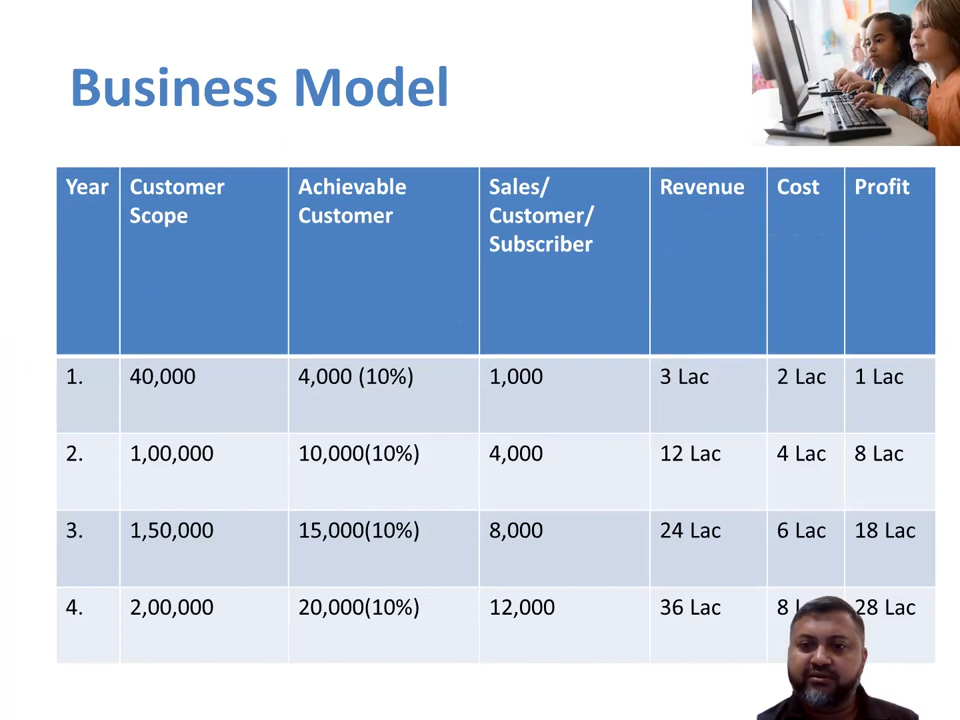 Business Model
Year Customer Scope Achievable Customer Sales/ Customer/ Subscriber Revenue Cost Profit
1. 40,000 4,000 (10%) 1,000 3 Lac 2 Lac 1 Lac
2. 1,00,000 10,000(10%) 4,000 12 Lac 4 Lac 8 Lac
3. 1,50,000 15,000(10%) 8,000 24 Lac 6 Lac 18 Lac
4. 2,00,000 20,000(10%) 12,000 36 Lac 8 28 Lac